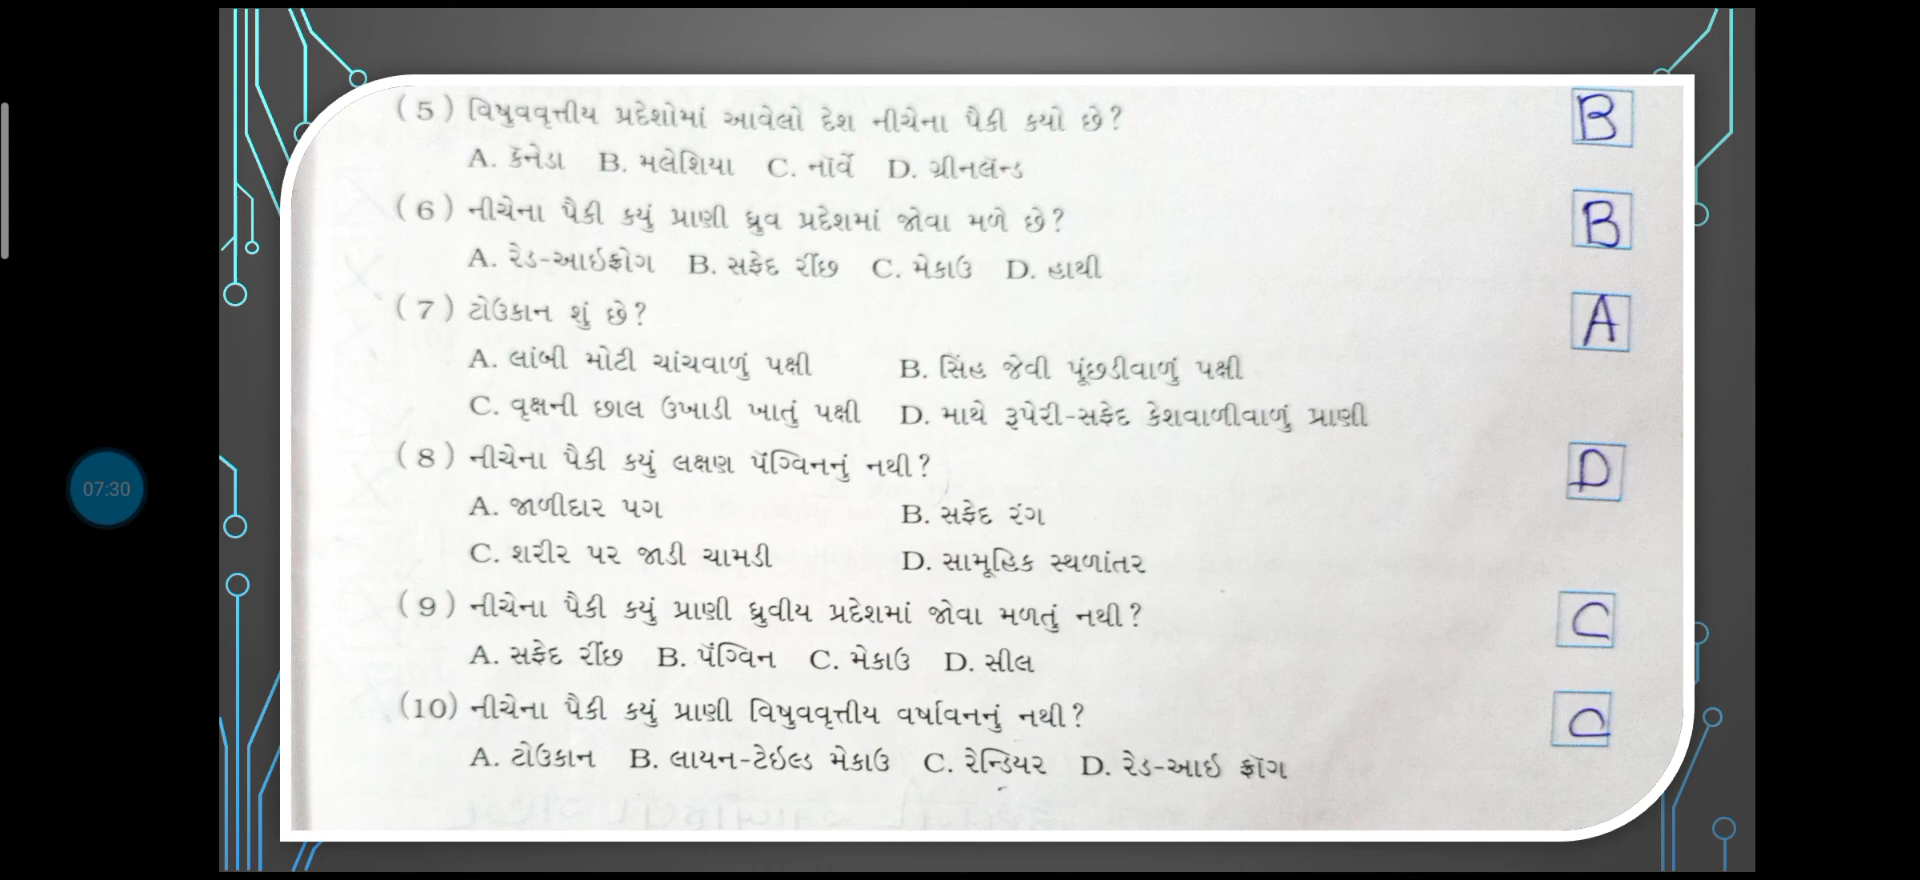 (5) વિષુવવૃત્તીય પ્રદેશોમાં આવેલો દેશ નીચેના પૈકી કયો છે? B
A. કૅનેડા B. મલેશિયા C. નૉર્વે D. ગ્રીનલૅન્ડ
(6) નીચેના પૈકી કયું પ્રાણી ધ્રુવ પ્રદેશમાં જોવા મળે છે? B
A. રેડ-આઇફ્રોગ B. સફેદ રીંછ C. મેકાઉ D. હાથી
(7) ટોઉકાન શું છે? A
A. લાંબી મોટી ચાંચવાળું પક્ષી B. સિંહ જેવી પૂંછડીવાળું પક્ષી
C. વૃક્ષની છાલ ઉખાડી ખાતું પક્ષી D. માથે રૂપેરી-સફેદ કેશવાળીવાળું પ્રાણી
(8) નીચેના પૈકી કયું લક્ષણ પૅંગ્વિનનું નથી? D
A. જાળીદાર પગ B. સફેદ રંગ
C. શરીર પર જાડી ચામડી D. સામૂહિક સ્થળાંતર
(9) નીચેના પૈકી કયું પ્રાણી ધ્રુવીય પ્રદેશમાં જોવા મળતું નથી? C
A. સફેદ રીંછ B. પૅંગ્વિન C. મેકાઉ D. સીલ
(10) નીચેના પૈકી કયું પ્રાણી વિષુવવૃત્તીય વર્ષાવનનું નથી? C
A. ટોઉકાન B. લાયન-ટેઇલ્ડ મેકાઉ C. રેન્ડિયર D. રેડ-આઇ ફ્રૉગ
07:30